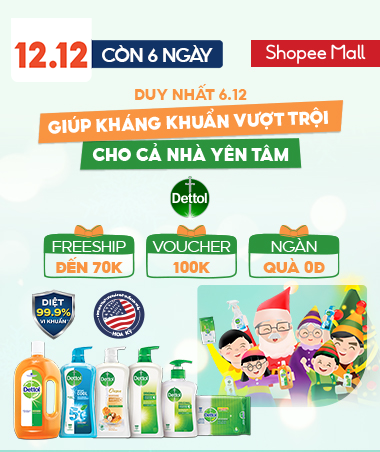 12.12 CÒN 6 NGÀY
Shopee Mall
DUY NHẤT 6.12
GIÚP KHÁNG KHUẨN VƯỢT TRỘI
CHO CẢ NHÀ YÊN TÂM
Dettol
FREESHIP
ĐẾN 70K
VOUCHER
100K
NGÀN
QUÀ 0Đ
DIỆT
99.9%
VI KHUẨN
HOA KỲ
Dettol
Dettol
Dettol
Dettol
Dettol